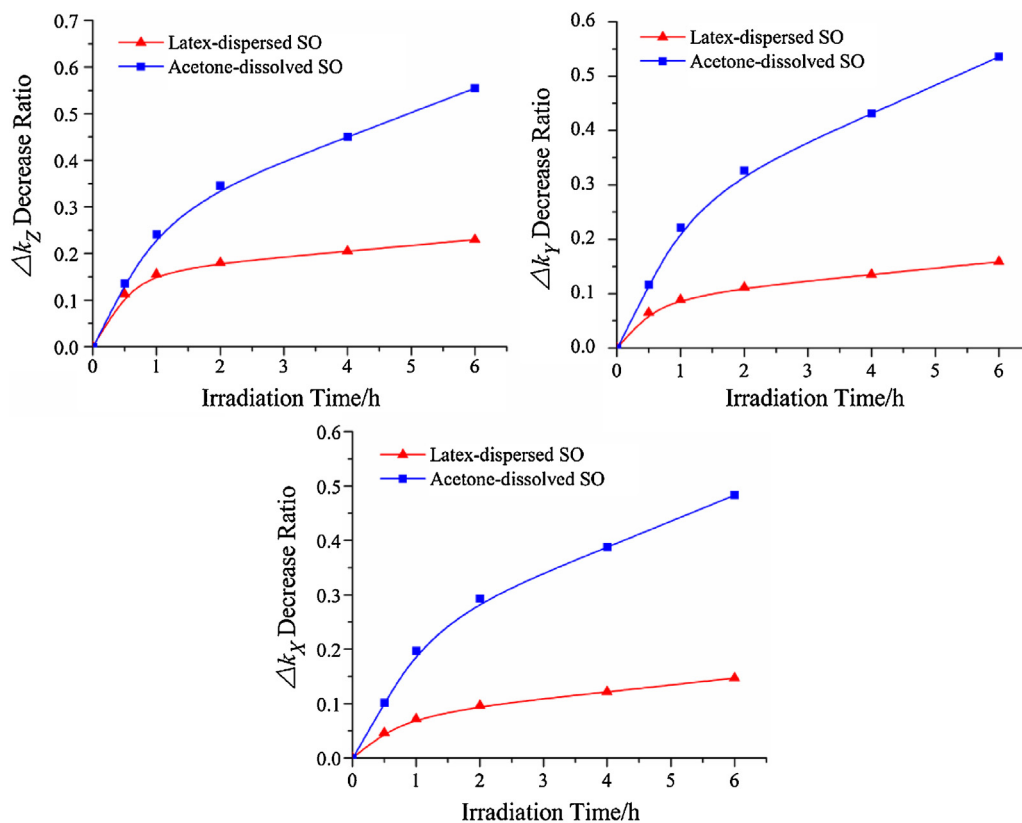 0.7
0.6
0.5
0.4
0.3
0.2
0.1
0.0
ΔkZ Decrease Ratio
Latex-dispersed SO
Acetone-dissolved SO
0 1 2 3 4 5 6
Irradiation Time/h
0.6
0.5
0.4
0.3
0.2
0.1
0.0
ΔkY Decrease Ratio
Latex-dispersed SO
Acetone-dissolved SO
0 1 2 3 4 5 6
Irradiation Time/h
0.6
0.5
0.4
0.3
0.2
0.1
0.0
ΔkX Decrease Ratio
Latex-dispersed SO
Acetone-dissolved SO
0 1 2 3 4 5 6
Irradiation Time/h